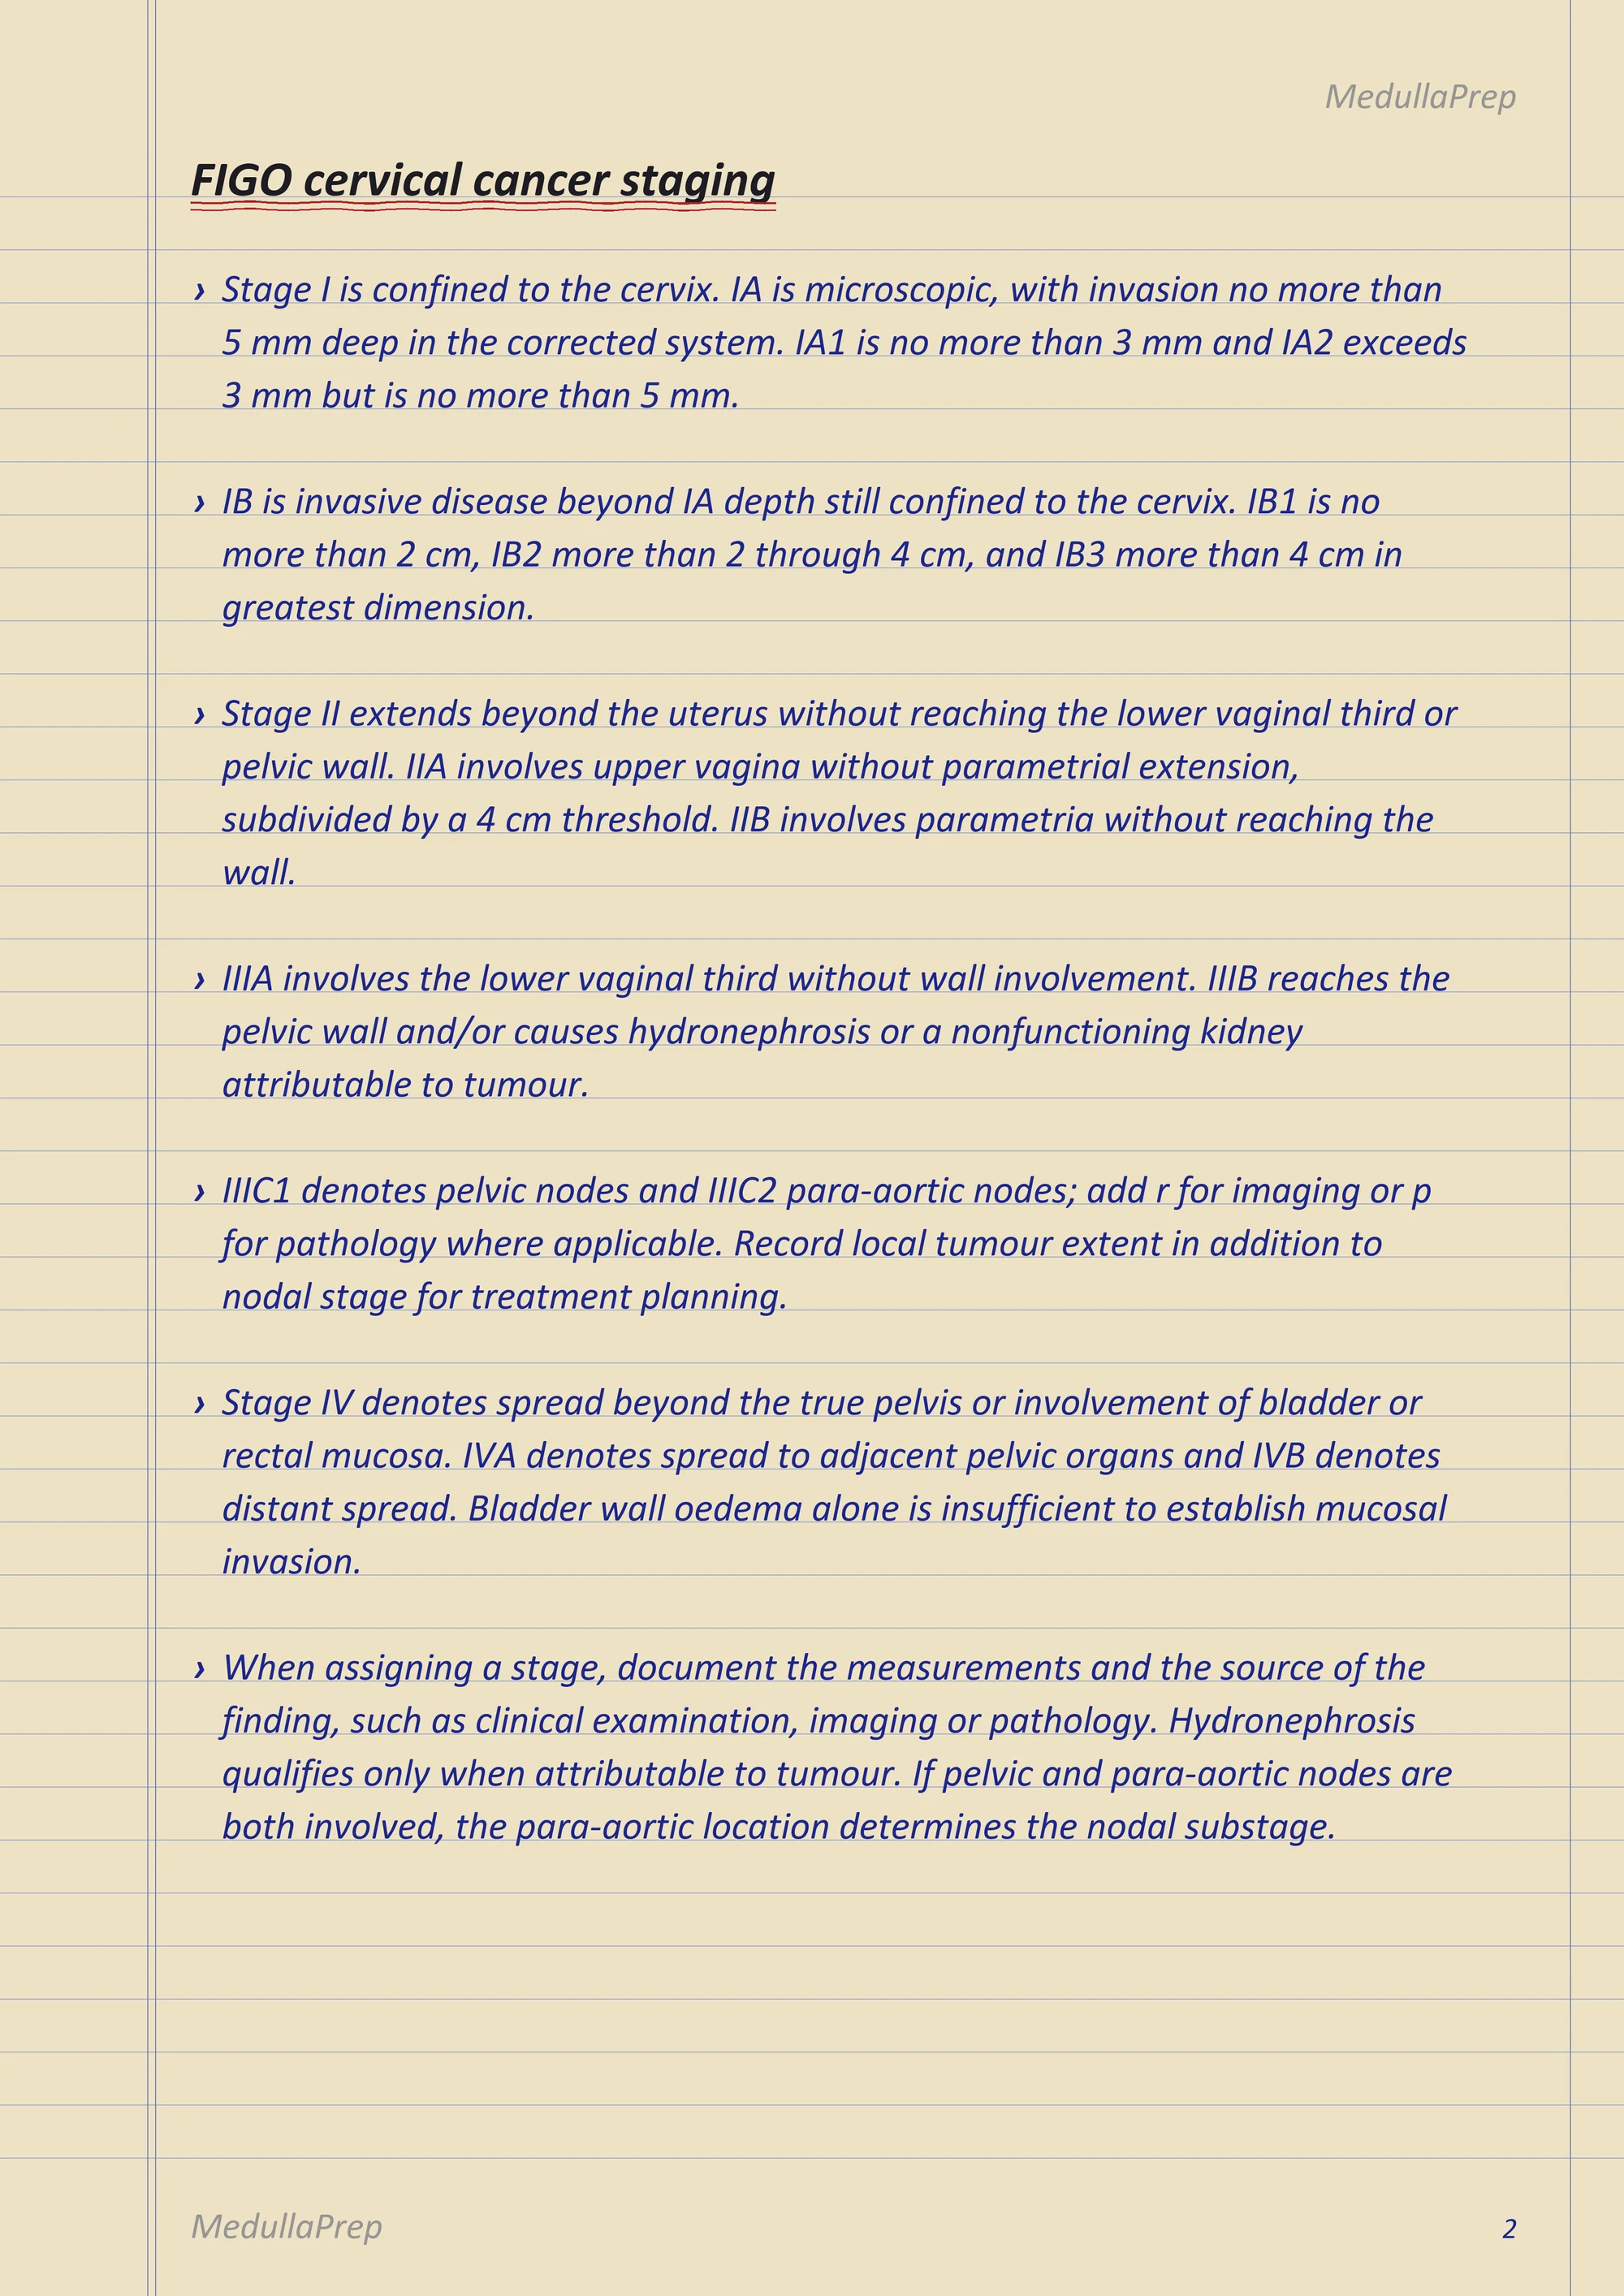 MedullaPrep
FIGO cervical cancer staging
› Stage I is confined to the cervix. IA is microscopic, with invasion no more than
5 mm deep in the corrected system. IA1 is no more than 3 mm and IA2 exceeds
3 mm but is no more than 5 mm.
› IB is invasive disease beyond IA depth still confined to the cervix. IB1 is no
more than 2 cm, IB2 more than 2 through 4 cm, and IB3 more than 4 cm in
greatest dimension.
› Stage II extends beyond the uterus without reaching the lower vaginal third or
pelvic wall. IIA involves upper vagina without parametrial extension,
subdivided by a 4 cm threshold. IIB involves parametria without reaching the
wall.
› IIIA involves the lower vaginal third without wall involvement. IIIB reaches the
pelvic wall and/or causes hydronephrosis or a nonfunctioning kidney
attributable to tumour.
› IIIC1 denotes pelvic nodes and IIIC2 para-aortic nodes; add r for imaging or p
for pathology where applicable. Record local tumour extent in addition to
nodal stage for treatment planning.
› Stage IV denotes spread beyond the true pelvis or involvement of bladder or
rectal mucosa. IVA denotes spread to adjacent pelvic organs and IVB denotes
distant spread. Bladder wall oedema alone is insufficient to establish mucosal
invasion.
› When assigning a stage, document the measurements and the source of the
finding, such as clinical examination, imaging or pathology. Hydronephrosis
qualifies only when attributable to tumour. If pelvic and para-aortic nodes are
both involved, the para-aortic location determines the nodal substage.
MedullaPrep
2